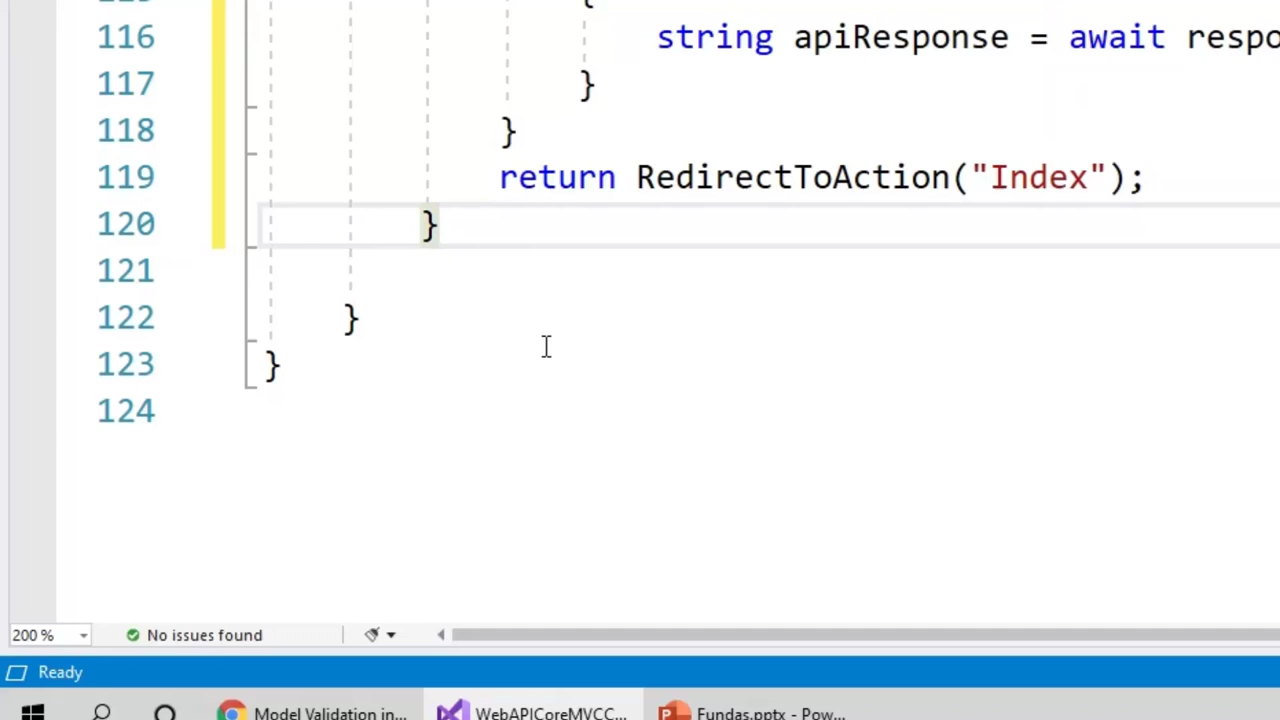 116 string apiResponse = await respo
117 }
118 }
119 return RedirectToAction("Index");
120 }
121
122 }
123 }
124
200 % No issues found
Ready
Model Validation in... WebAPICoreMVCC... Fundas.pptx - Pow...